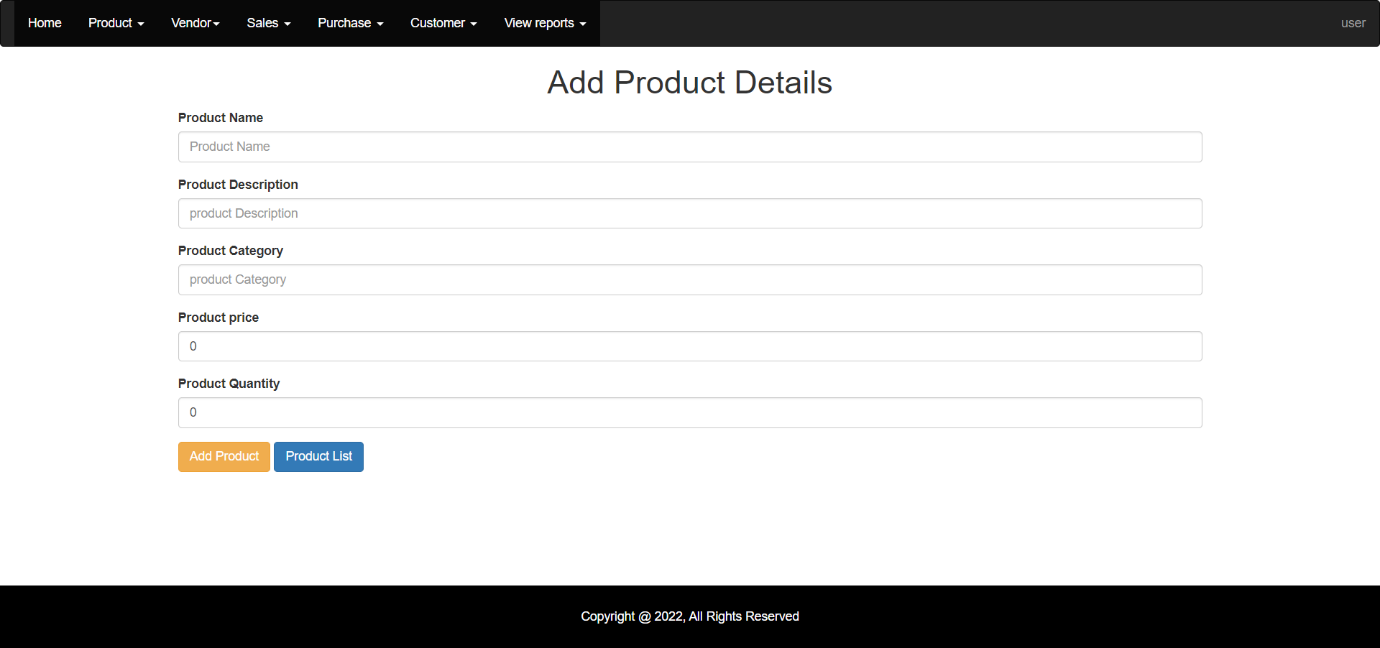 Home Product Vendor Sales Purchase Customer View reports user
Add Product Details
Product Name
Product Name
Product Description
product Description
Product Category
product Category
Product price
0
Product Quantity
0
Add Product Product List
Copyright @ 2022, All Rights Reserved